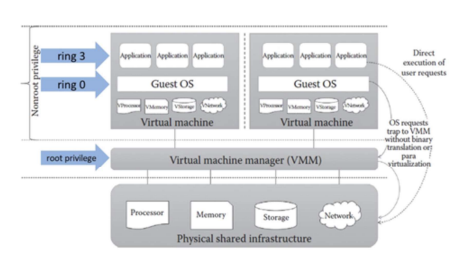 Nonroot privilege
ring 3
ring 0
root privilege
Application
Application
Application
Guest OS
VProcessor
VMemory
VStorage
VNetwork
Virtual machine
Application
Application
Application
Guest OS
VProcessor
VMemory
VStorage
VNetwork
Virtual machine
Direct
execution of
user requests
OS requests
trap to VMM
without binary
translation or
para
virtualization
Virtual machine manager (VMM)
Processor
Memory
Storage
Network
Physical shared infrastructure